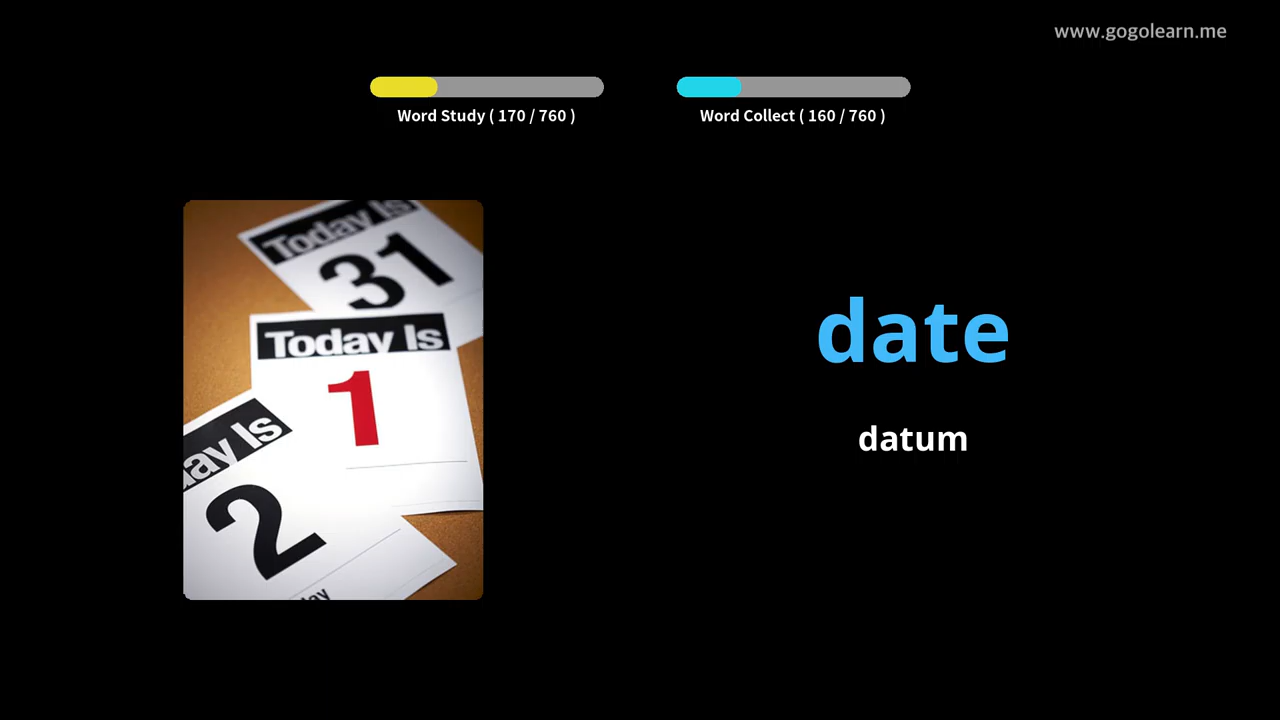 www.gogolearn.me
Word Study ( 170 / 760 )
Word Collect ( 160 / 760 )
Today Is
31
Today Is
1
ay Is
2
date
datum